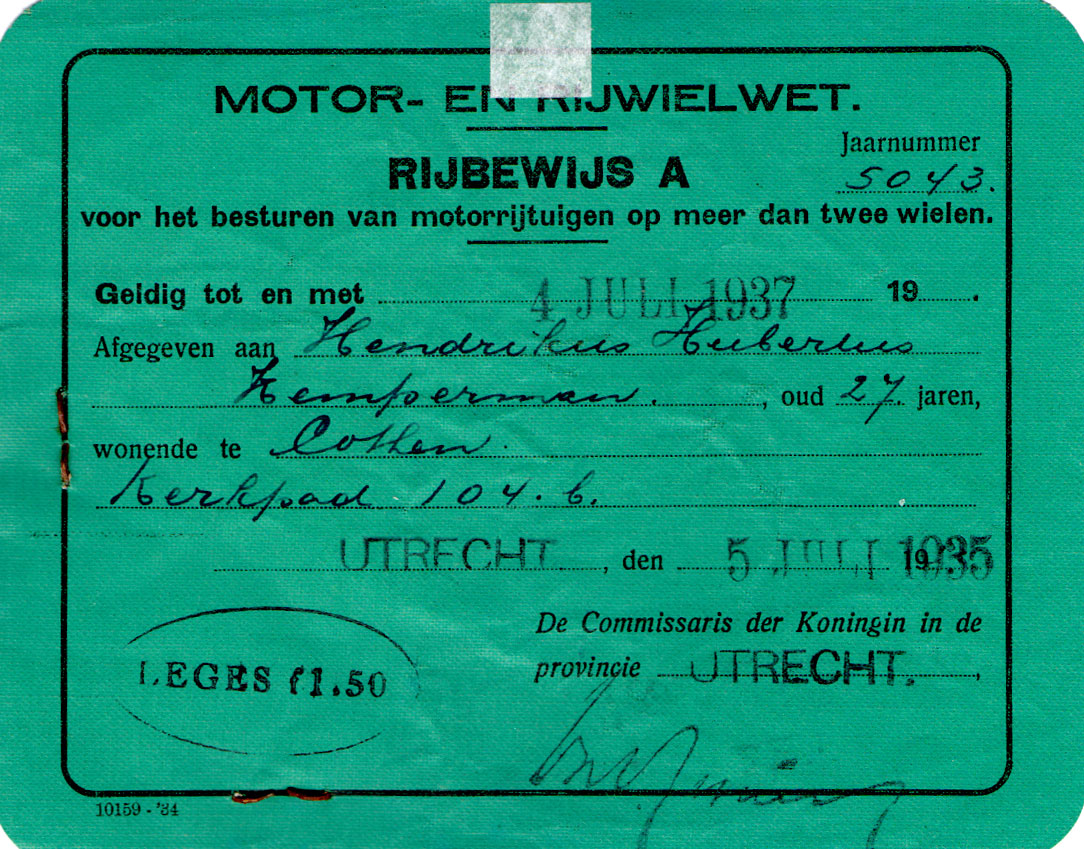 MOTOR- EN RIJWIELWET.
Jaarnummer
5043.
RIJBEWIJS A
voor het besturen van motorrijtuigen op meer dan twee wielen.
Geldig tot en met 4 JULI 1937 19 .
Afgegeven aan Hendrikus Hubertus
Kemperman. , oud 27. jaren,
wonende te Cothen
Kerkpad 104. b.
UTRECHT , den 5 JULI 1935
De Commissaris der Koningin in de
provincie UTRECHT. ,
LEGES f1.50
10159 - '34